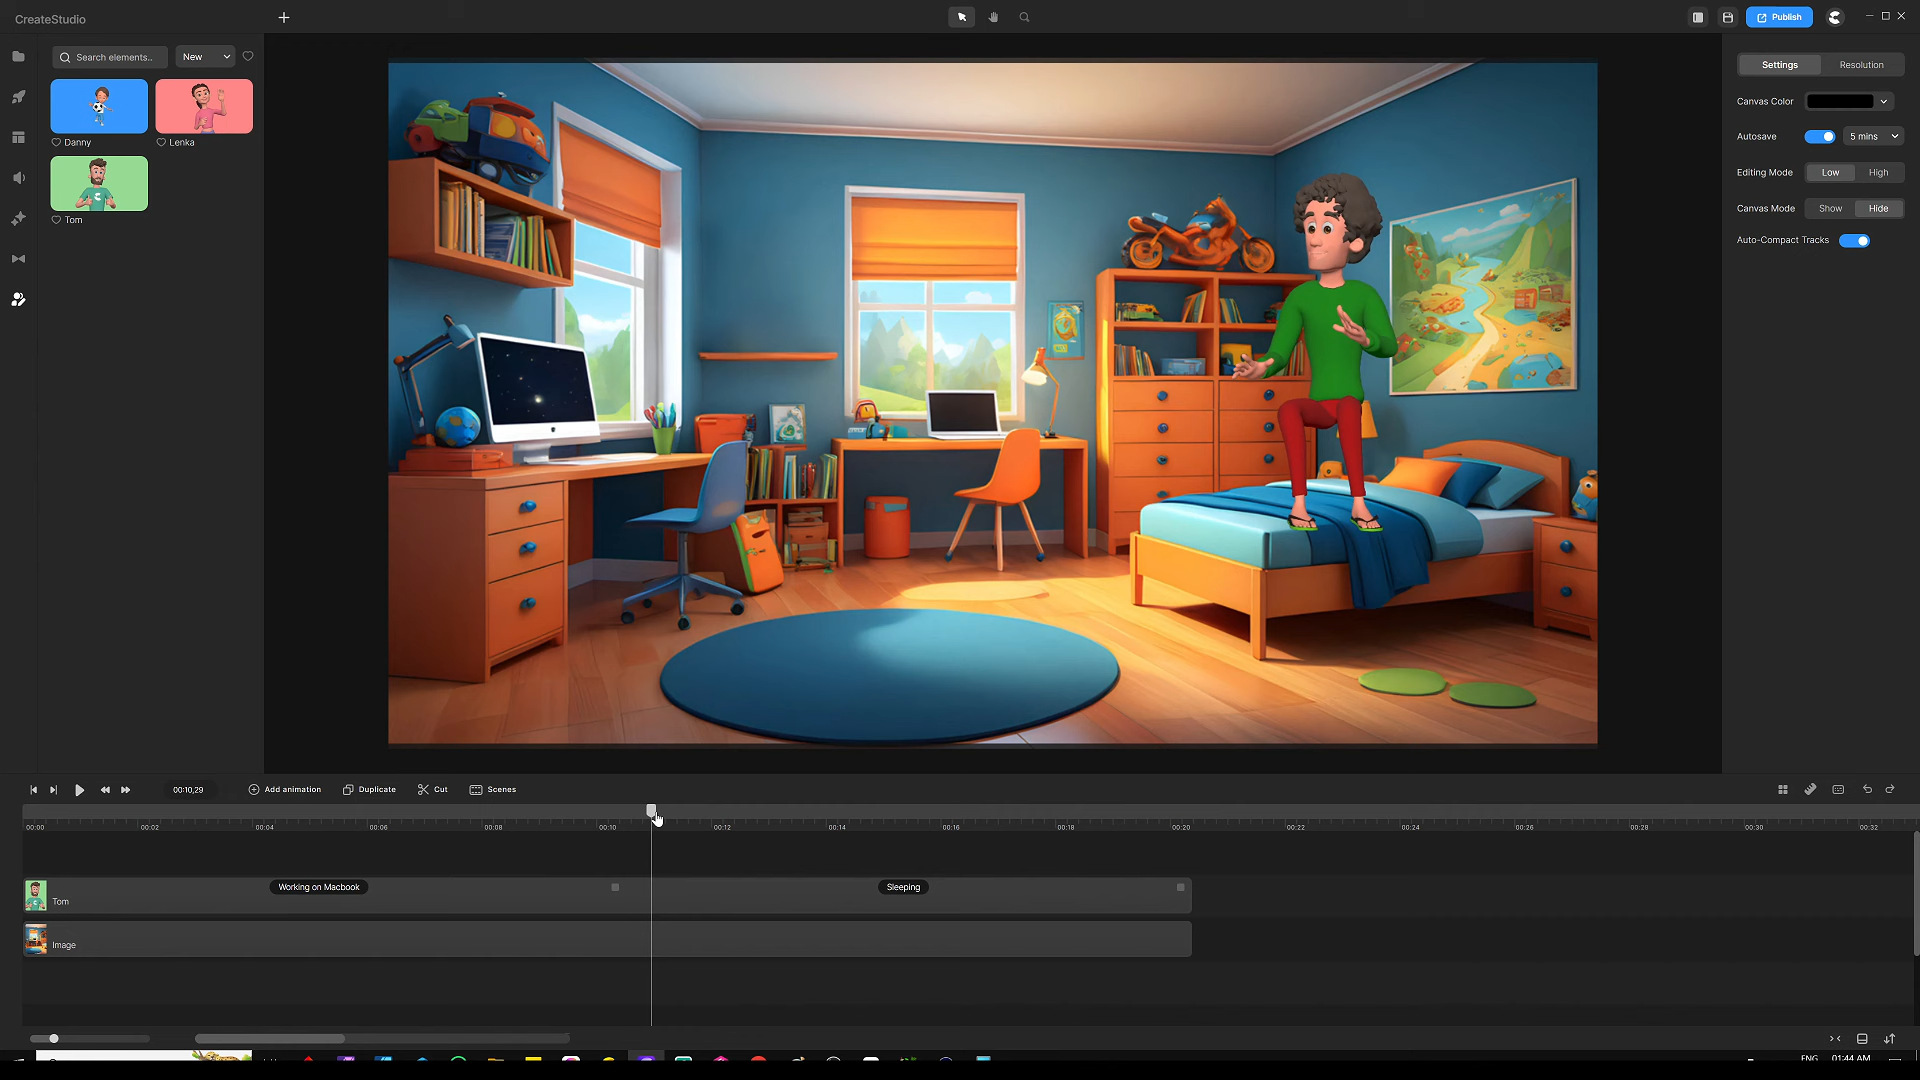 CreateStudio
Publish
Search elements..
New
Danny
Lenka
Tom
Settings
Resolution
Canvas Color
Autosave
5 mins
Editing Mode
Low
High
Canvas Mode
Show
Hide
Auto-Compact Tracks
00:10,29
Add animation
Duplicate
Cut
Scenes
00:00
00:02
00:04
00:06
00:08
00:10
00:12
00:14
00:16
00:18
00:20
00:22
00:24
00:26
00:28
00:30
00:32
Working on Macbook
Sleeping
Tom
Image
ENG
01:44 AM